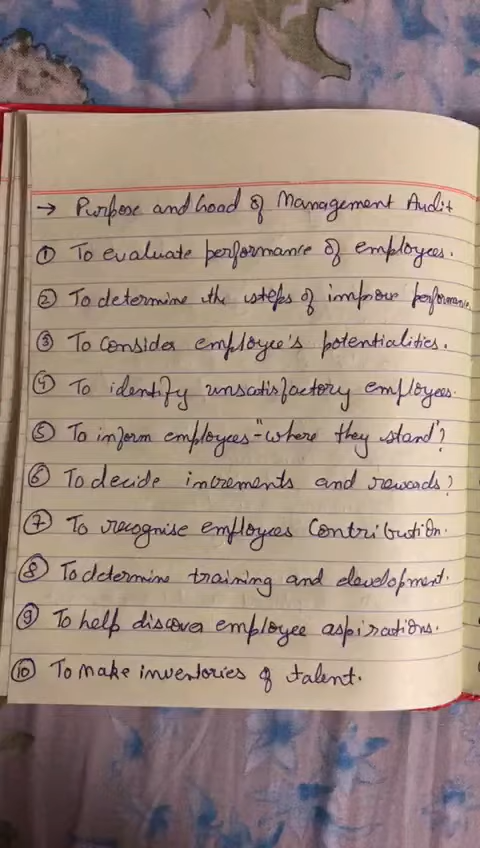 → Purpose and Goad of Management Audit
① To evaluate performance of employees.
② To determine the steps of improve performance
③ To consider employee's potentialities.
④ To identify unsatisfactory employees.
⑤ To inform employees-"where they stand"?
⑥ To decide increments and rewards?
⑦ To recognise employees contribution.
⑧ To determine training and development.
⑨ To help discover employee aspirations.
⑩ To make inventories of talent.